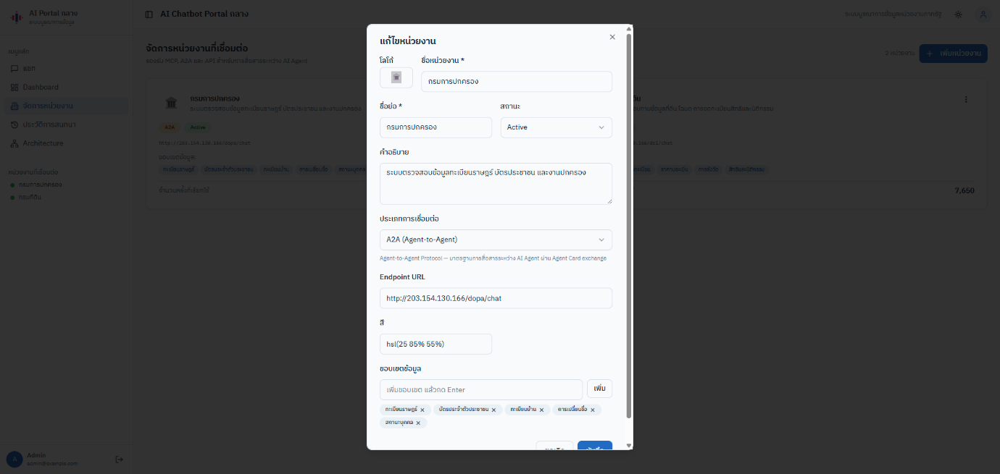 AI Portal กลาง
ระบบบูรณาการข้อมูล
เมนูหลัก
แชท
Dashboard
จัดการหน่วยงาน
ประวัติการสนทนา
Architecture
หน่วยงานที่เชื่อมต่อ
กรมการปกครอง
กรมที่ดิน
A
Admin
admin@example.com
AI Chatbot Portal กลาง
ระบบบูรณาการข้อมูลหน่วยงานภาครัฐ
จัดการหน่วยงานที่เชื่อมต่อ
รองรับ MCP, A2A และ API สำหรับการสื่อสารระหว่าง AI Agent
2 หน่วยงาน
เพิ่มหน่วยงาน
กรมการปกครอง
ระบบตรวจสอบข้อมูลทะเบียนราษฎร์ บัตรประชาชน และงานปกครอง
A2A
Active
http://203.154.130.166/dopa/chat
ขอบเขตข้อมูล:
ทะเบียนราษฎร์
บัตรประจำตัวประชาชน
ทะเบียนบ้าน
การเปลี่ยนชื่อ
สถานะบุคคล
จำนวนครั้งที่เรียกใช้
โฉนด การจดทะเบียนสิทธิและนิติกรรม
ราคาประเมิน
การรังวัด
สิทธิและนิติกรรม
7,650
แก้ไขหน่วยงาน
โลโก้
ชื่อหน่วยงาน *
กรมการปกครอง
ชื่อย่อ *
สถานะ
กรมการปกครอง
Active
คำอธิบาย
ระบบตรวจสอบข้อมูลทะเบียนราษฎร์ บัตรประชาชน และงานปกครอง
ประเภทการเชื่อมต่อ
A2A (Agent-to-Agent)
Agent-to-Agent Protocol — มาตรฐานการสื่อสารระหว่าง AI Agent ผ่าน Agent Card exchange
Endpoint URL
http://203.154.130.166/dopa/chat
สี
hsl(25 85% 55%)
ขอบเขตข้อมูล
เพิ่มขอบเขต แล้วกด Enter
เพิ่ม
ทะเบียนราษฎร์
บัตรประจำตัวประชาชน
ทะเบียนบ้าน
การเปลี่ยนชื่อ
สถานะบุคคล